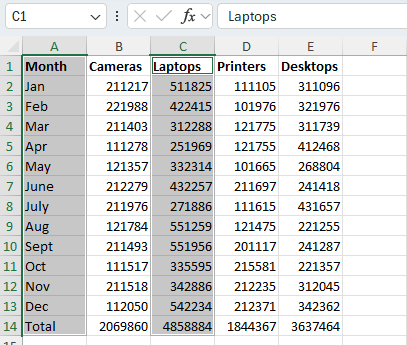 C1 fx Laptops
A B C D E F
1 Month Cameras Laptops Printers Desktops
2 Jan 211217 511825 111105 311096
3 Feb 221988 422415 101976 321976
4 Mar 211403 312288 121775 311739
5 Apr 111278 251969 121755 412468
6 May 121357 332314 101665 268804
7 June 212279 432257 211697 241418
8 July 211976 271886 111615 431657
9 Aug 121784 551259 121475 221255
10 Sept 211493 551956 201117 241287
11 Oct 111517 335595 215581 221357
12 Nov 211518 342886 212235 312045
13 Dec 112050 542234 212371 342362
14 Total 2069860 4858884 1844367 3637464